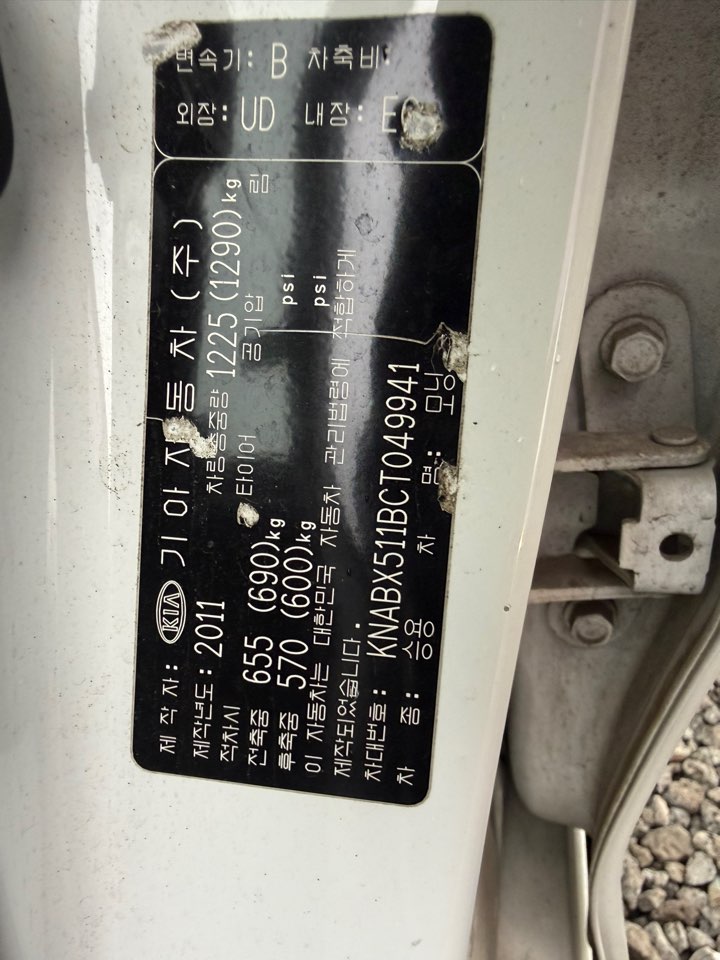 제 작 자 : KIA 기 아 자 동 차 ( 주 )
제작년도 : 2011 차량총중량 1225 (1290)kg
적차시 타이어 공기압 림
전축중 655 (690)kg psi
후축중 570 (600)kg psi
이 자동차는 대한민국 자동차 관리법령에 적합하게
제작되었습니다.
차대번호 : KNABX511BCT049941
차 종 : 승용 차 명 : 모닝
변속기 : B 차축비 :
외장 : UD 내장 :